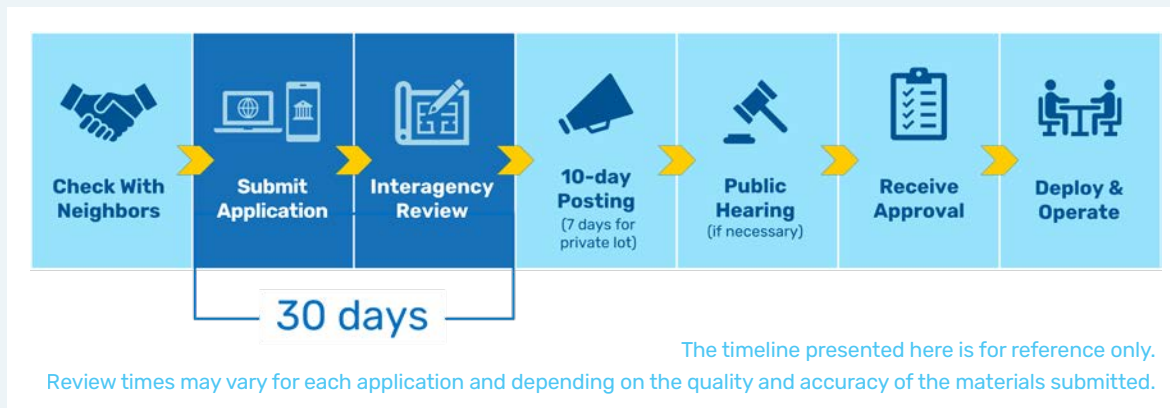 Check With
Neighbors
Submit
Application
Interagency
Review
10-day
Posting
(7 days for
private lot)
Public
Hearing
(if necessary)
Receive
Approval
Deploy &
Operate
30 days
The timeline presented here is for reference only.
Review times may vary for each application and depending on the quality and accuracy of the materials submitted.